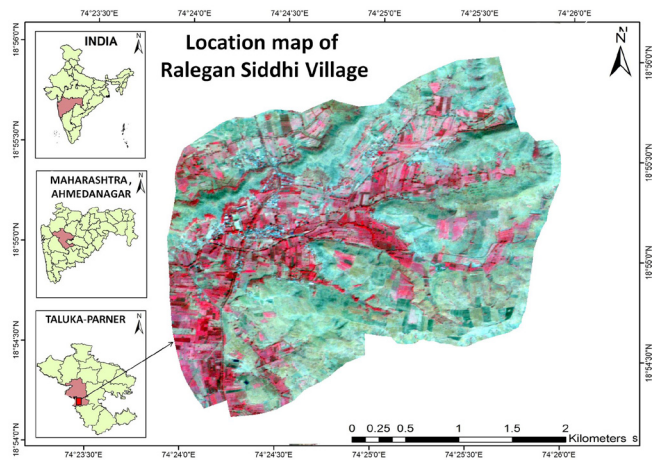 74°23'30"E 74°24'0"E 74°24'30"E 74°25'0"E 74°25'30"E 74°26'0"E
Location map of
Ralegan Siddhi Village
N
INDIA
N
MAHARASHTRA,
AHMEDANAGAR
N
TALUKA-PARNER
N
18°56'0"N
18°55'30"N
18°55'0"N
18°54'30"N
18°54'0"N
18°55'30"N
18°55'0"N
18°54'30"N
0 0.25 0.5 1 1.5 2
Kilometers
74°23'30"E 74°24'0"E 74°24'30"E 74°25'0"E 74°25'30"E 74°26'0"E